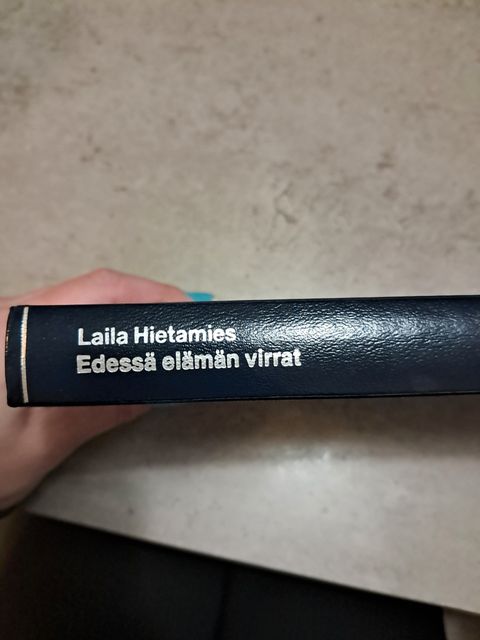 Laila Hietamies
Edessä elämän virrat